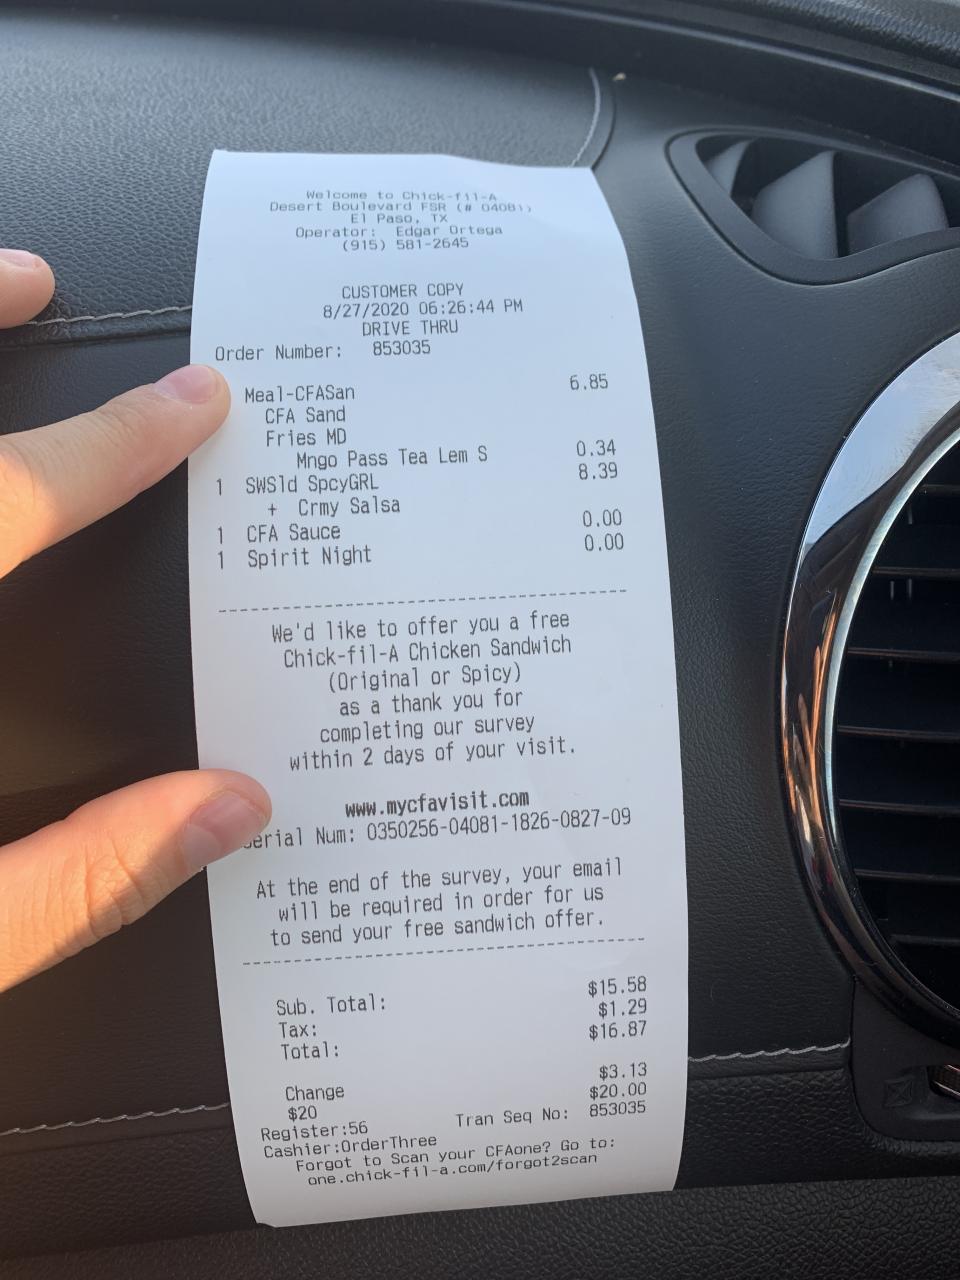 Welcome to Chick-fil-A
Desert Boulevard FSR (# 04081)
El Paso, TX
Operator: Edgar Ortega
(915) 581-2645
CUSTOMER COPY
8/27/2020 06:26:44 PM
DRIVE THRU
Order Number: 853035
Meal-CFASan 6.85
CFA Sand
Fries MD
Mngo Pass Tea Lem S 0.34
1 SWSld SpcyGRL 8.39
+ Crmy Salsa
1 CFA Sauce 0.00
1 Spirit Night 0.00
We'd like to offer you a free
Chick-fil-A Chicken Sandwich
(Original or Spicy)
as a thank you for
completing our survey
within 2 days of your visit.
www.mycfavisit.com
erial Num: 0350256-04081-1826-0827-09
At the end of the survey, your email
will be required in order for us
to send your free sandwich offer.
Sub. Total: $15.58
Tax: $1.29
Total: $16.87
Change $3.13
$20 $20.00
Register:56 Tran Seq No: 853035
Cashier:OrderThree
Forgot to Scan your CFAone? Go to:
one.chick-fil-a.com/forgot2scan